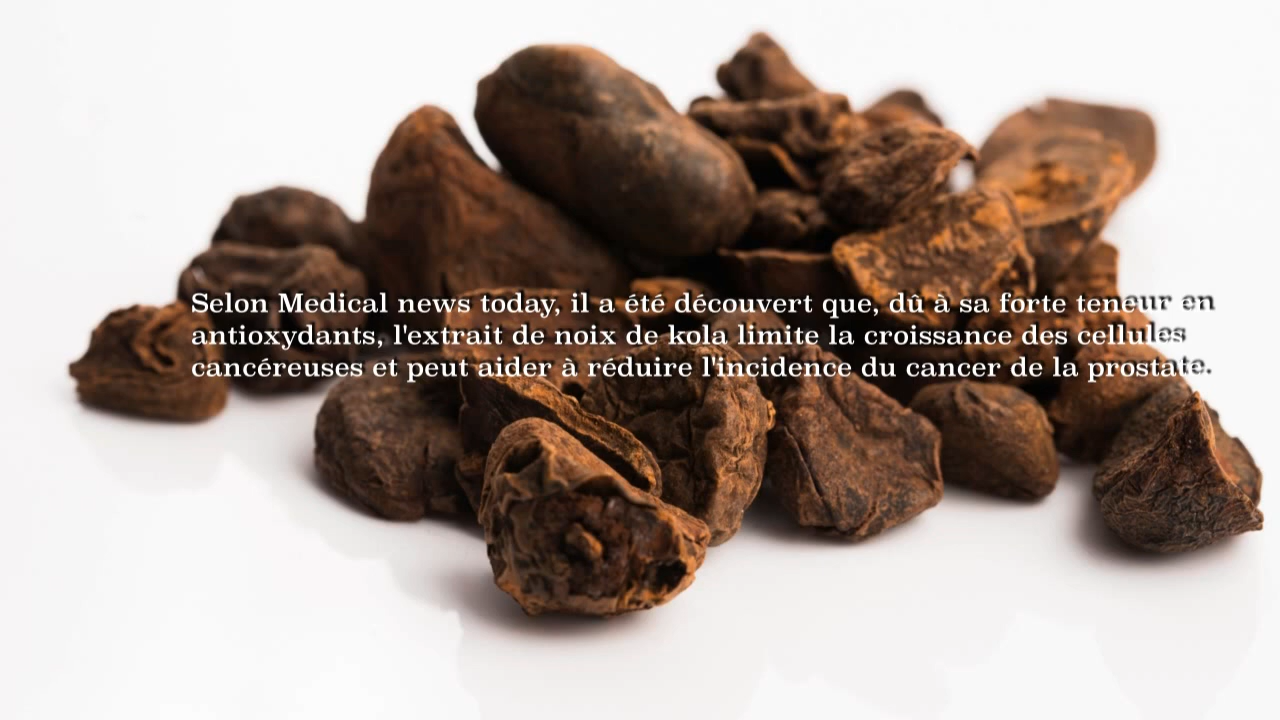 Selon Medical news today, il a été découvert que, dû à sa forte teneur en
antioxydants, l'extrait de noix de kola limite la croissance des cellules
cancéreuses et peut aider à réduire l'incidence du cancer de la prostate.